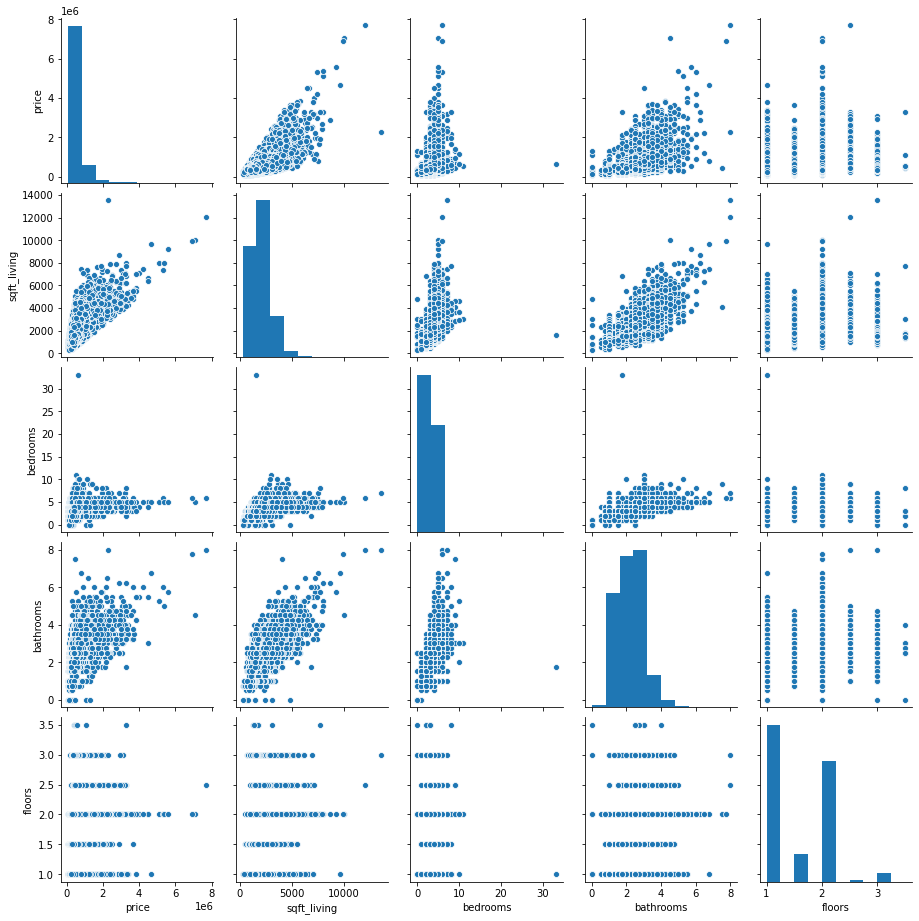 1e6
8
6
4
2
0
price
14000
12000
10000
8000
6000
4000
2000
0
sqft_living
30
25
20
15
10
5
0
bedrooms
8
6
4
2
0
bathrooms
3.5
3.0
2.5
2.0
1.5
1.0
floors
0 2 4 6 8
1e6
price
0 5000 10000
sqft_living
0 10 20 30
bedrooms
0 2 4 6 8
bathrooms
1 2 3
floors